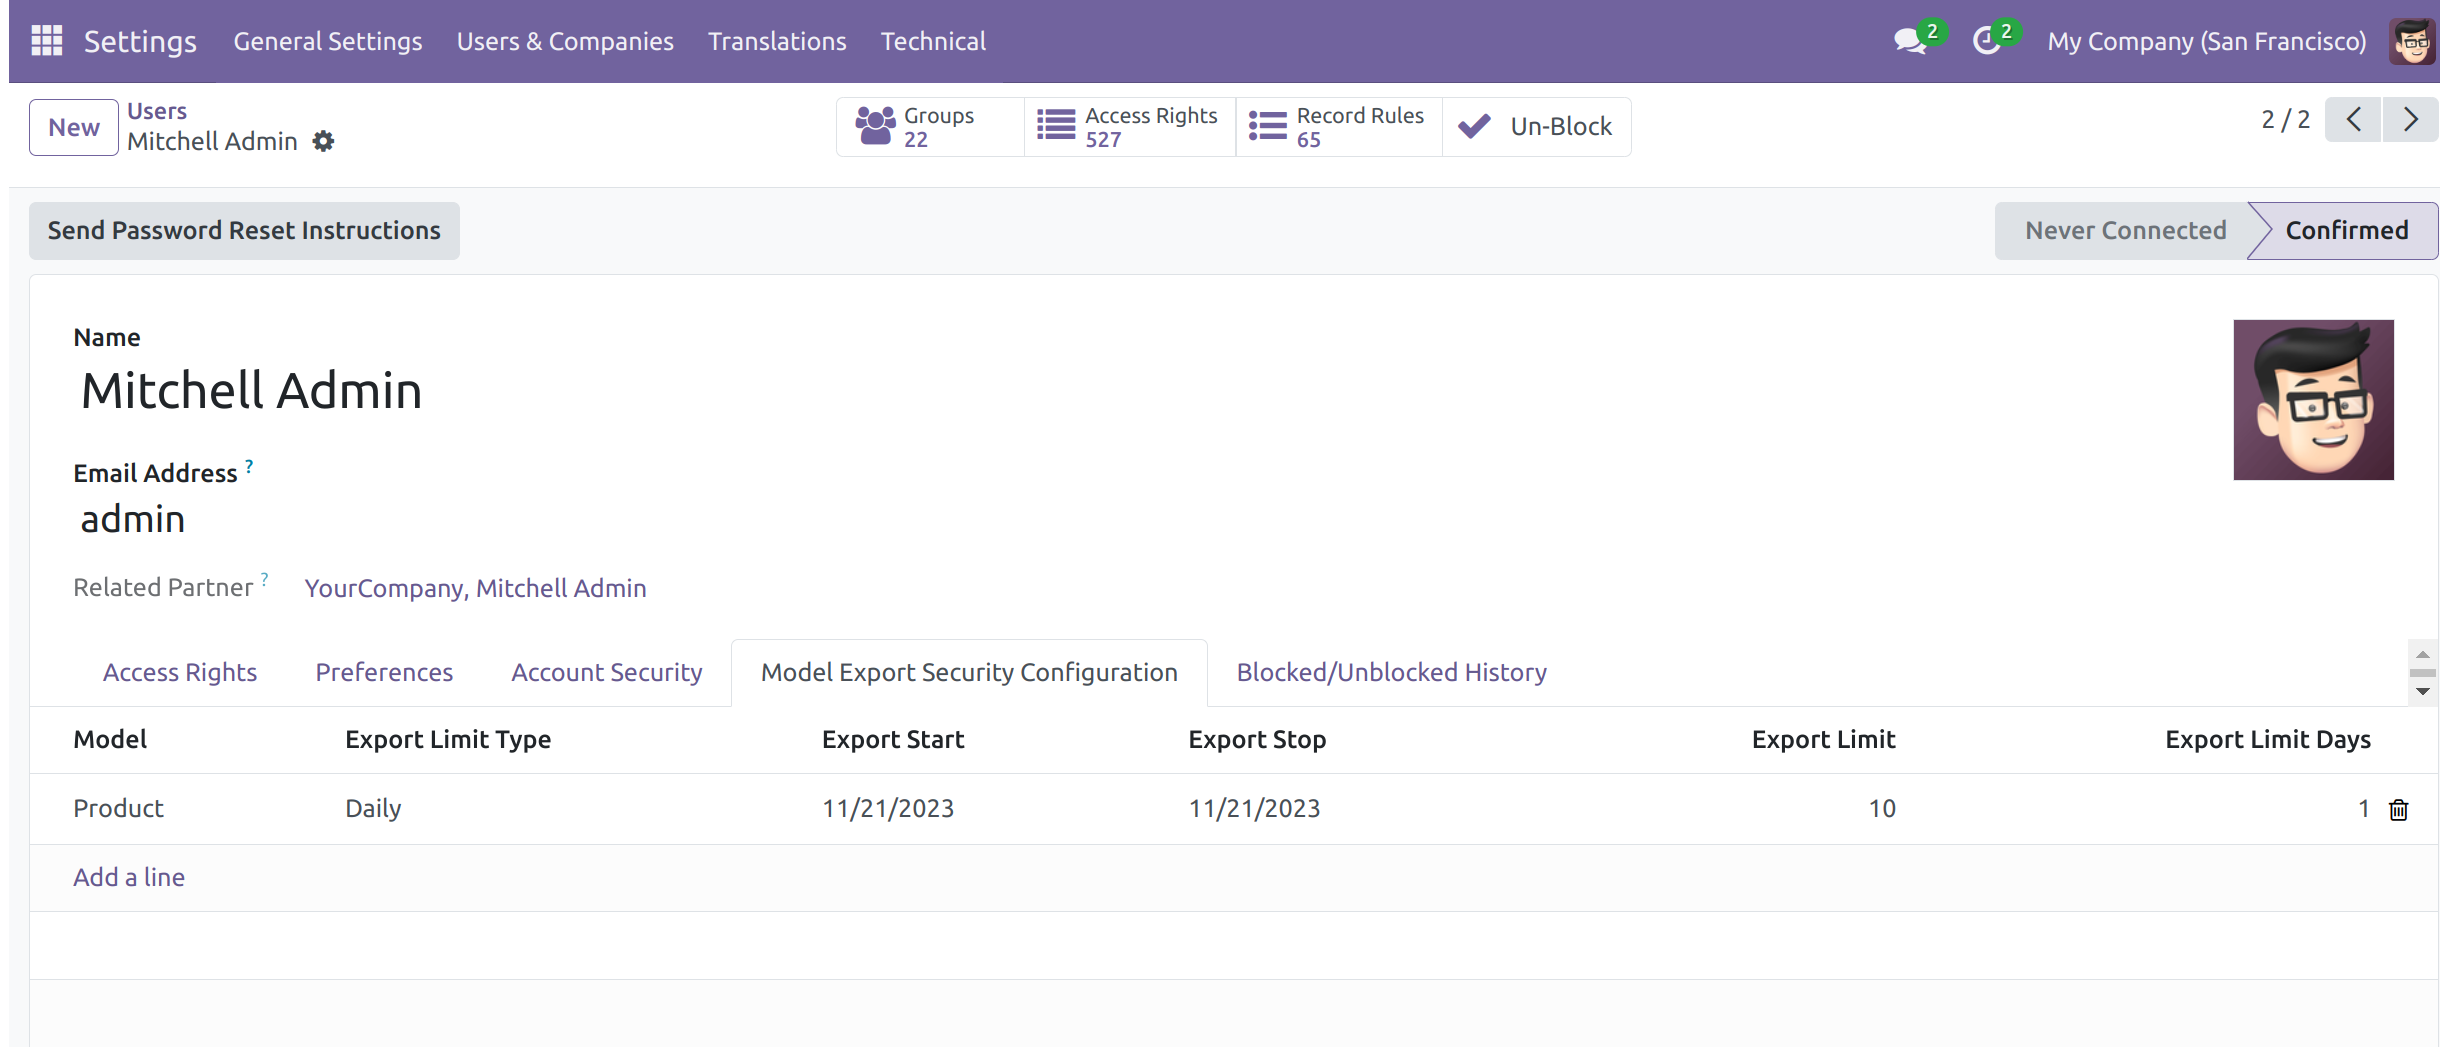 Settings General Settings Users & Companies Translations Technical 2 2 My Company (San Francisco)
New Users Mitchell Admin
Groups 22 Access Rights 527 Record Rules 65 Un-Block 2 / 2
Send Password Reset Instructions Never Connected Confirmed
Name
Mitchell Admin
Email Address ?
admin
Related Partner ? YourCompany, Mitchell Admin
Access Rights Preferences Account Security Model Export Security Configuration Blocked/Unblocked History
Model Export Limit Type Export Start Export Stop Export Limit Export Limit Days
Product Daily 11/21/2023 11/21/2023 10 1
Add a line